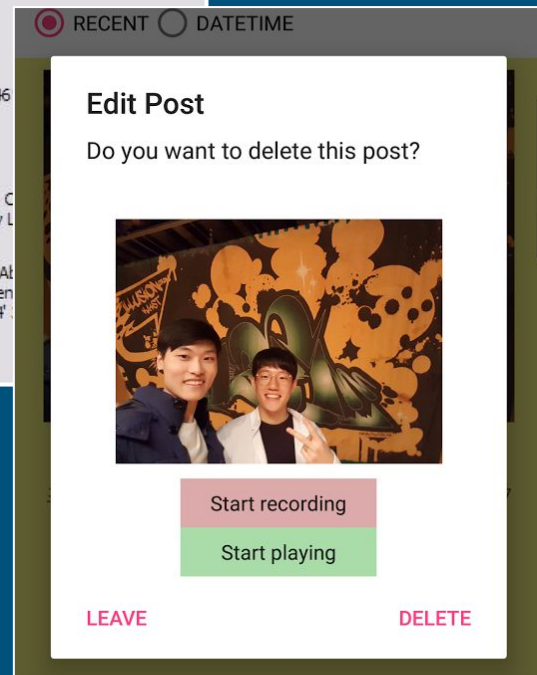 RECENT DATETIME
Edit Post
Do you want to delete this post?
Start recording
Start playing
LEAVE DELETE